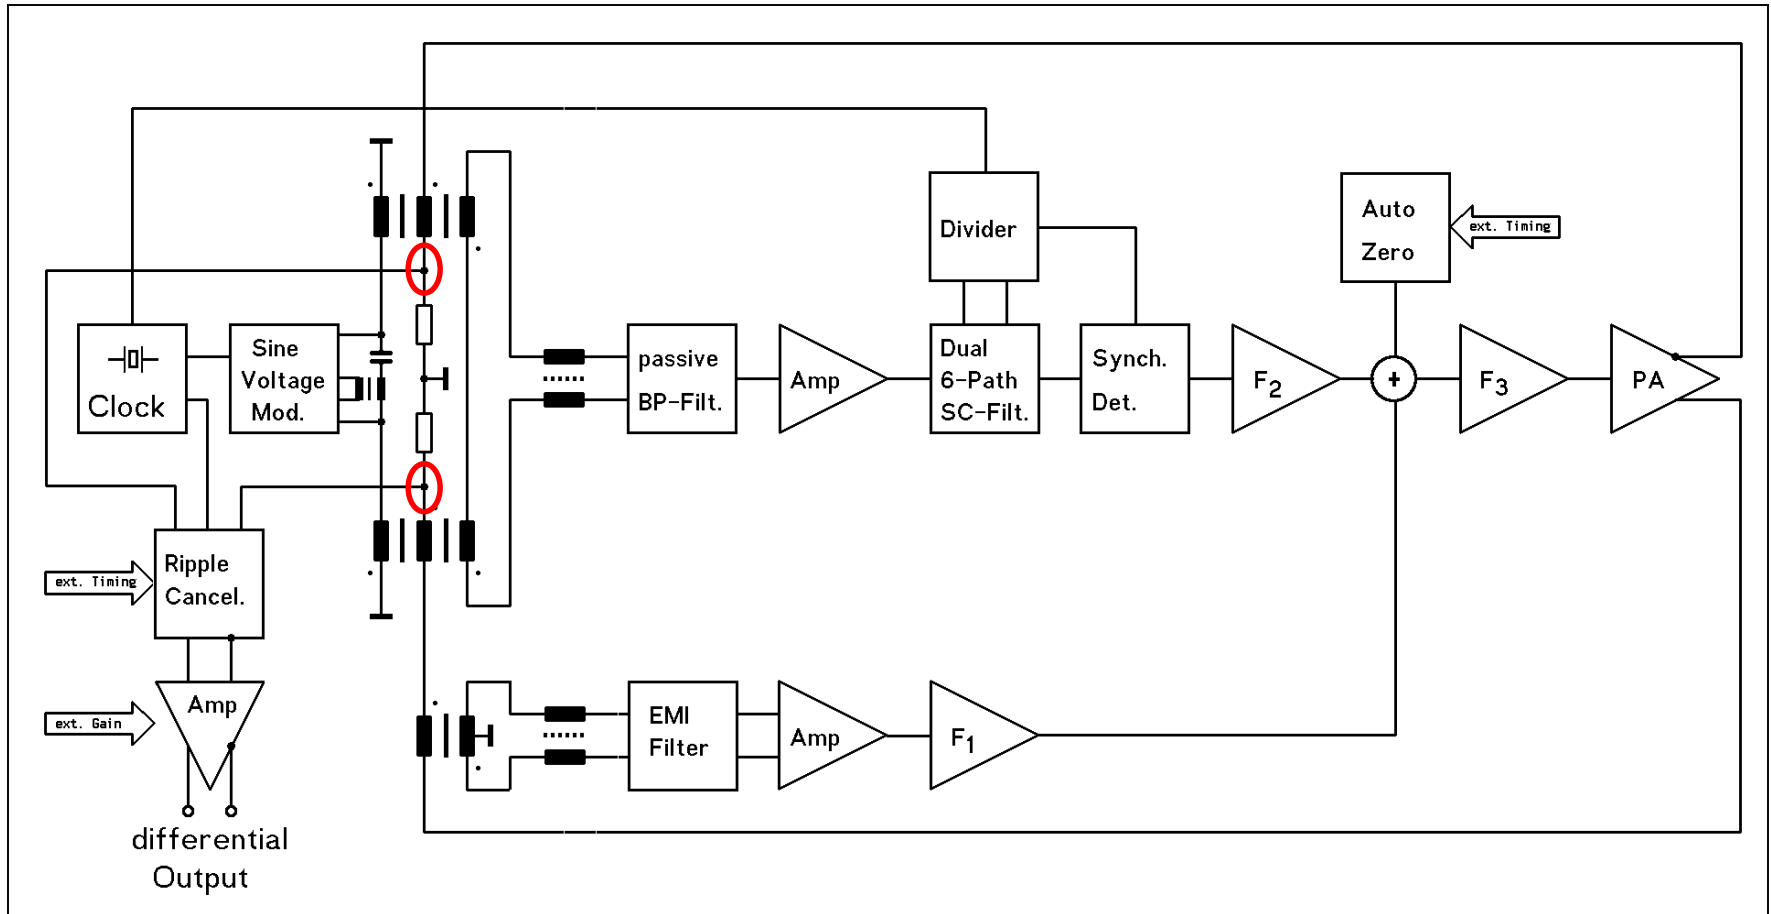 Divider
Auto
Zero
ext. Timing
Clock
Sine
Voltage
Mod.
passive
BP-Filt.
Amp
Dual
6-Path
SC-Filt.
Synch.
Det.
F2
+
F3
PA
Ripple
Cancel.
ext. Timing
Amp
ext. Gain
EMI
Filter
Amp
F1
differential
Output